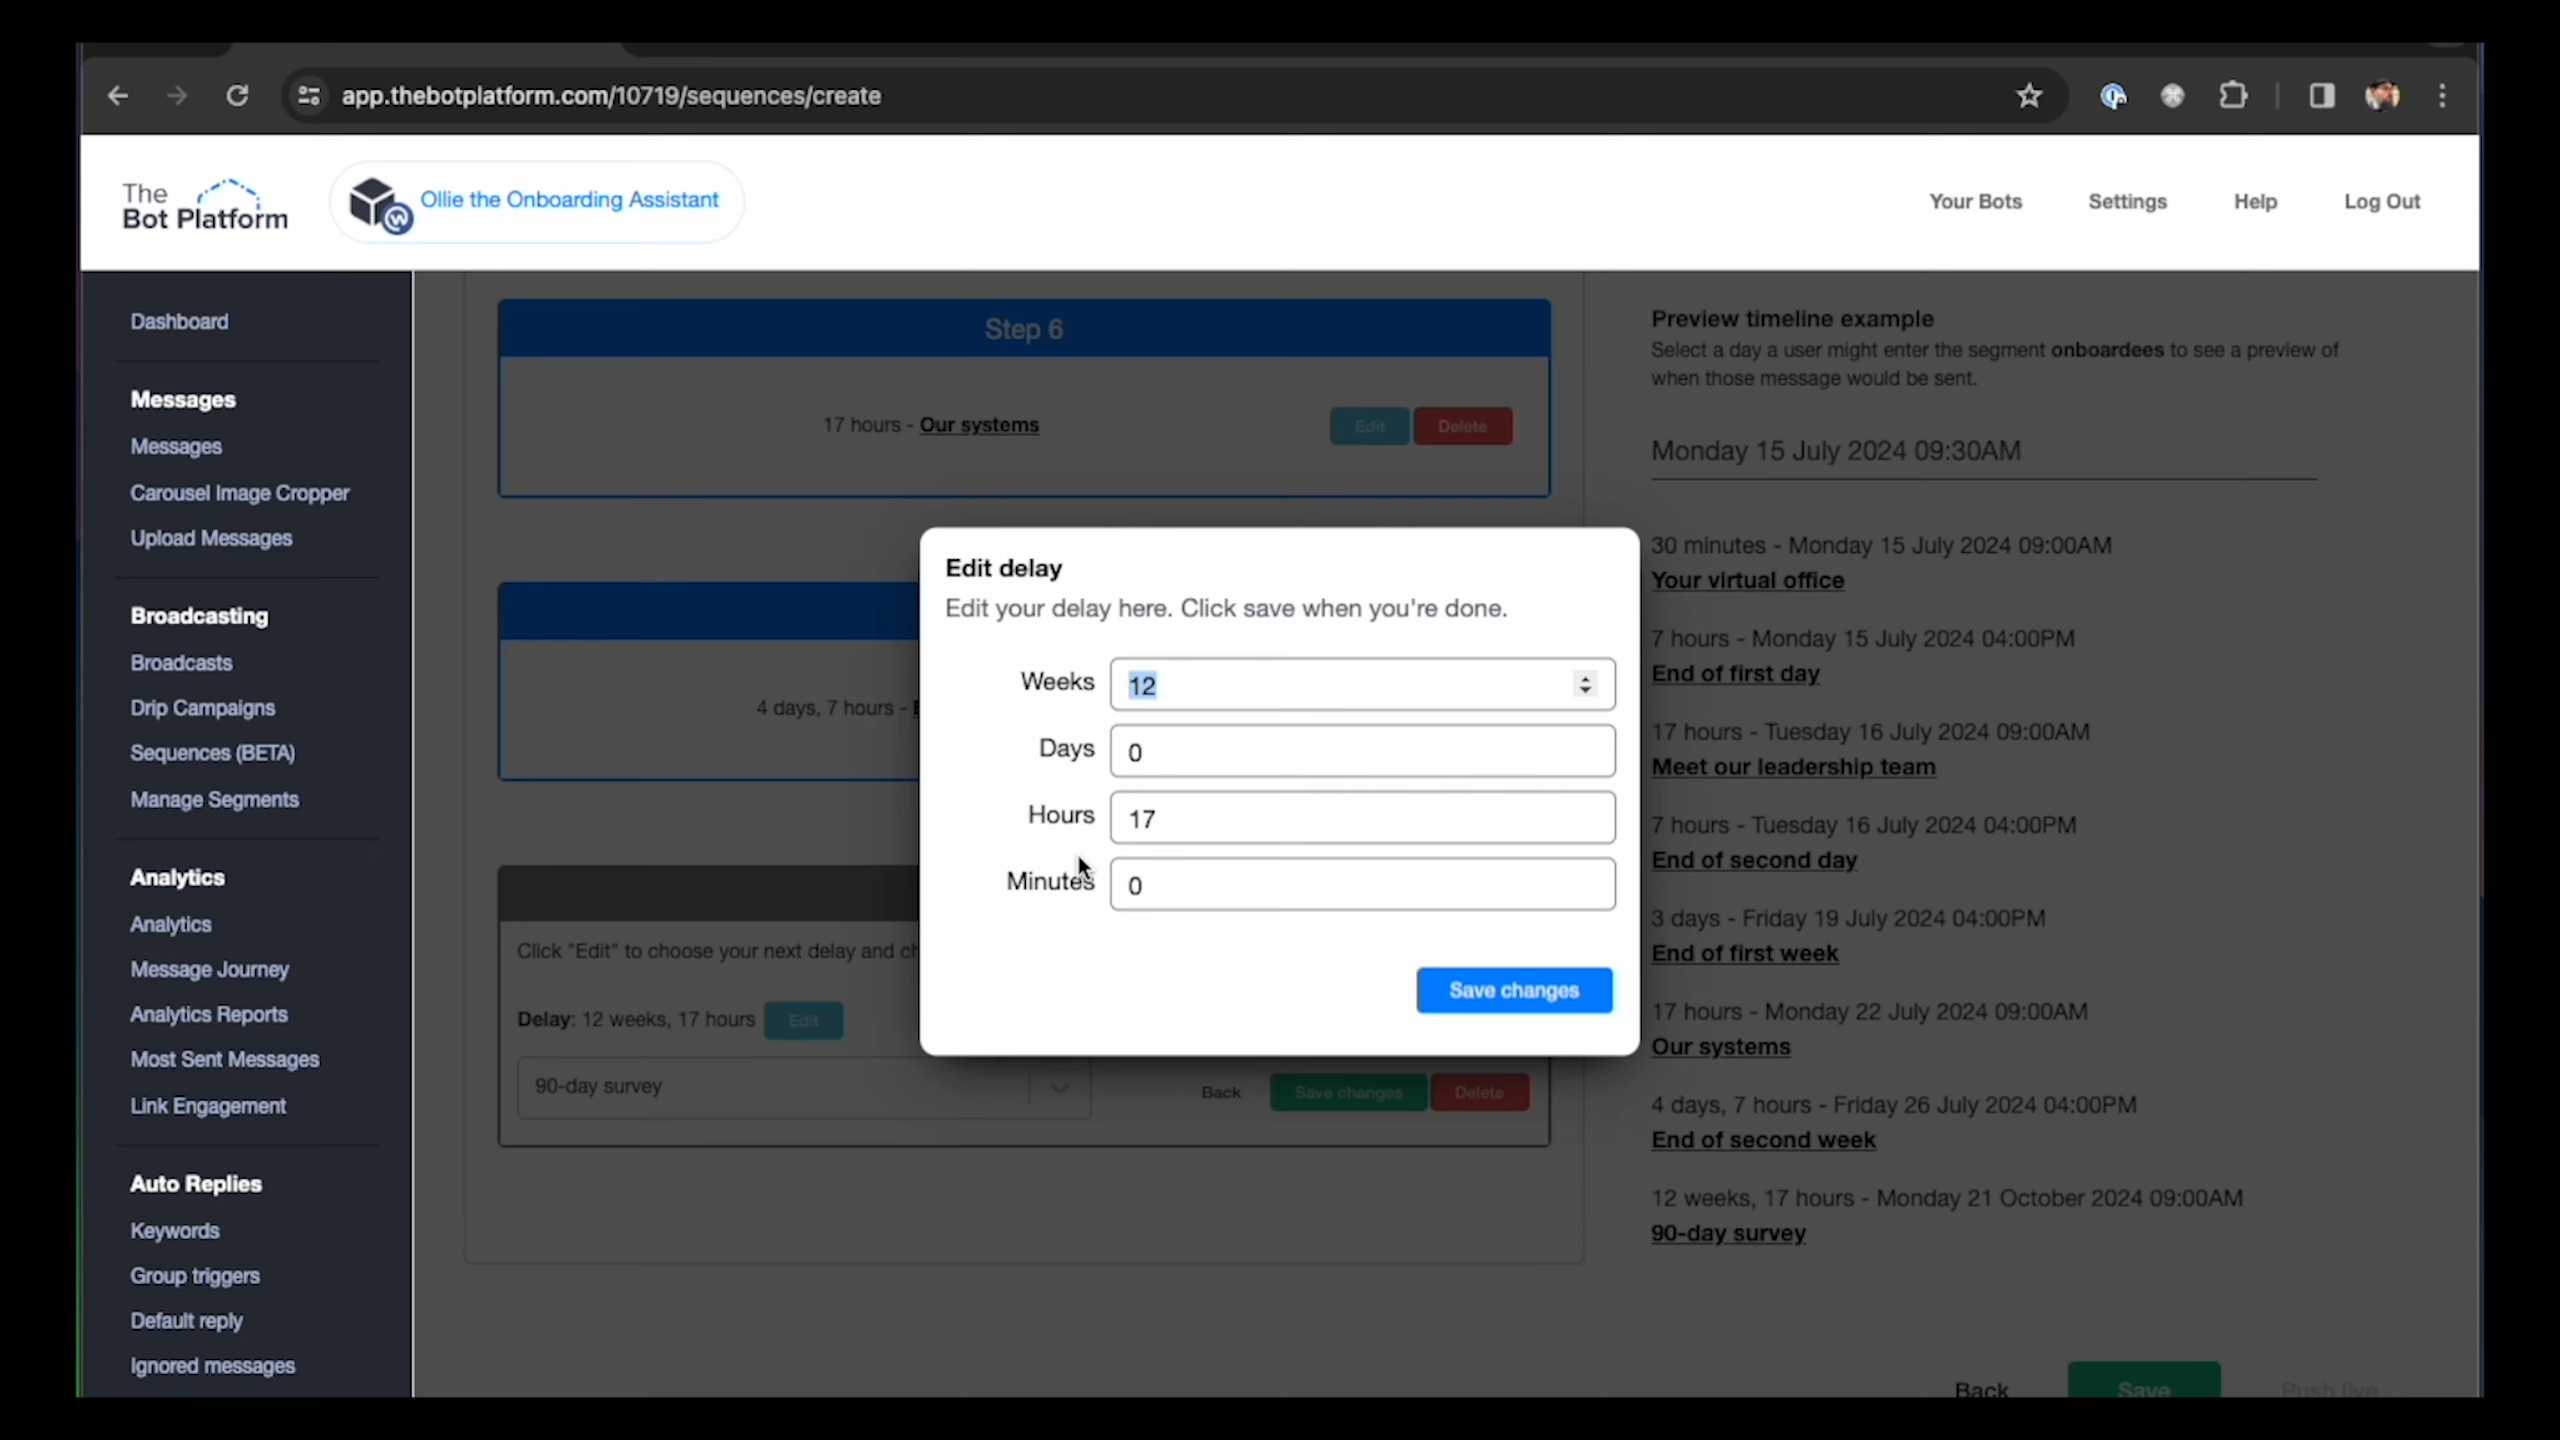 app.thebotplatform.com/10719/sequences/create
The
Bot Platform
Ollie the Onboarding Assistant
Your Bots
Settings
Help
Log Out
Dashboard
Messages
Messages
Carousel Image Cropper
Upload Messages
Broadcasting
Broadcasts
Drip Campaigns
Sequences (BETA)
Manage Segments
Analytics
Analytics
Message Journey
Analytics Reports
Most Sent Messages
Link Engagement
Auto Replies
Keywords
Group triggers
Default reply
Ignored messages
Step 6
17 hours - Our systems
Edit
Delete
4 days, 7 hours -
Click "Edit" to choose your next delay and
Delay: 12 weeks, 17 hours
Edit
90-day survey
Back
Save changes
Delete
Edit delay
Edit your delay here. Click save when you're done.
Weeks 12
Days 0
Hours 17
Minutes 0
Save changes
Preview timeline example
Select a day a user might enter the segment onboardees to see a preview of
when those message would be sent.
Monday 15 July 2024 09:30AM
30 minutes - Monday 15 July 2024 09:00AM
Your virtual office
7 hours - Monday 15 July 2024 04:00PM
End of first day
17 hours - Tuesday 16 July 2024 09:00AM
Meet our leadership team
7 hours - Tuesday 16 July 2024 04:00PM
End of second day
3 days - Friday 19 July 2024 04:00PM
End of first week
17 hours - Monday 22 July 2024 09:00AM
Our systems
4 days, 7 hours - Friday 26 July 2024 04:00PM
End of second week
12 weeks, 17 hours - Monday 21 October 2024 09:00AM
90-day survey
Back
Save
Push live